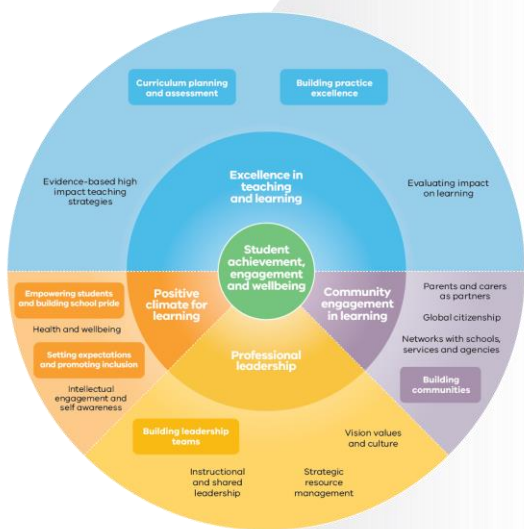 Curriculum planning
and assessment
Building practice
excellence
Evidence-based high
impact teaching
strategies
Excellence in
teaching
and learning
Evaluating impact
on learning
Student
achievement,
engagement
and wellbeing
Empowering students
and building school pride
Health and wellbeing
Setting expectations
and promoting inclusion
Intellectual
engagement and
self awareness
Positive
climate for
learning
Community
engagement
in learning
Parents and carers
as partners
Global citizenship
Networks with schools,
services and agencies
Building
communities
Professional
leadership
Building leadership
teams
Instructional
and shared
leadership
Strategic
resource
management
Vision values
and culture